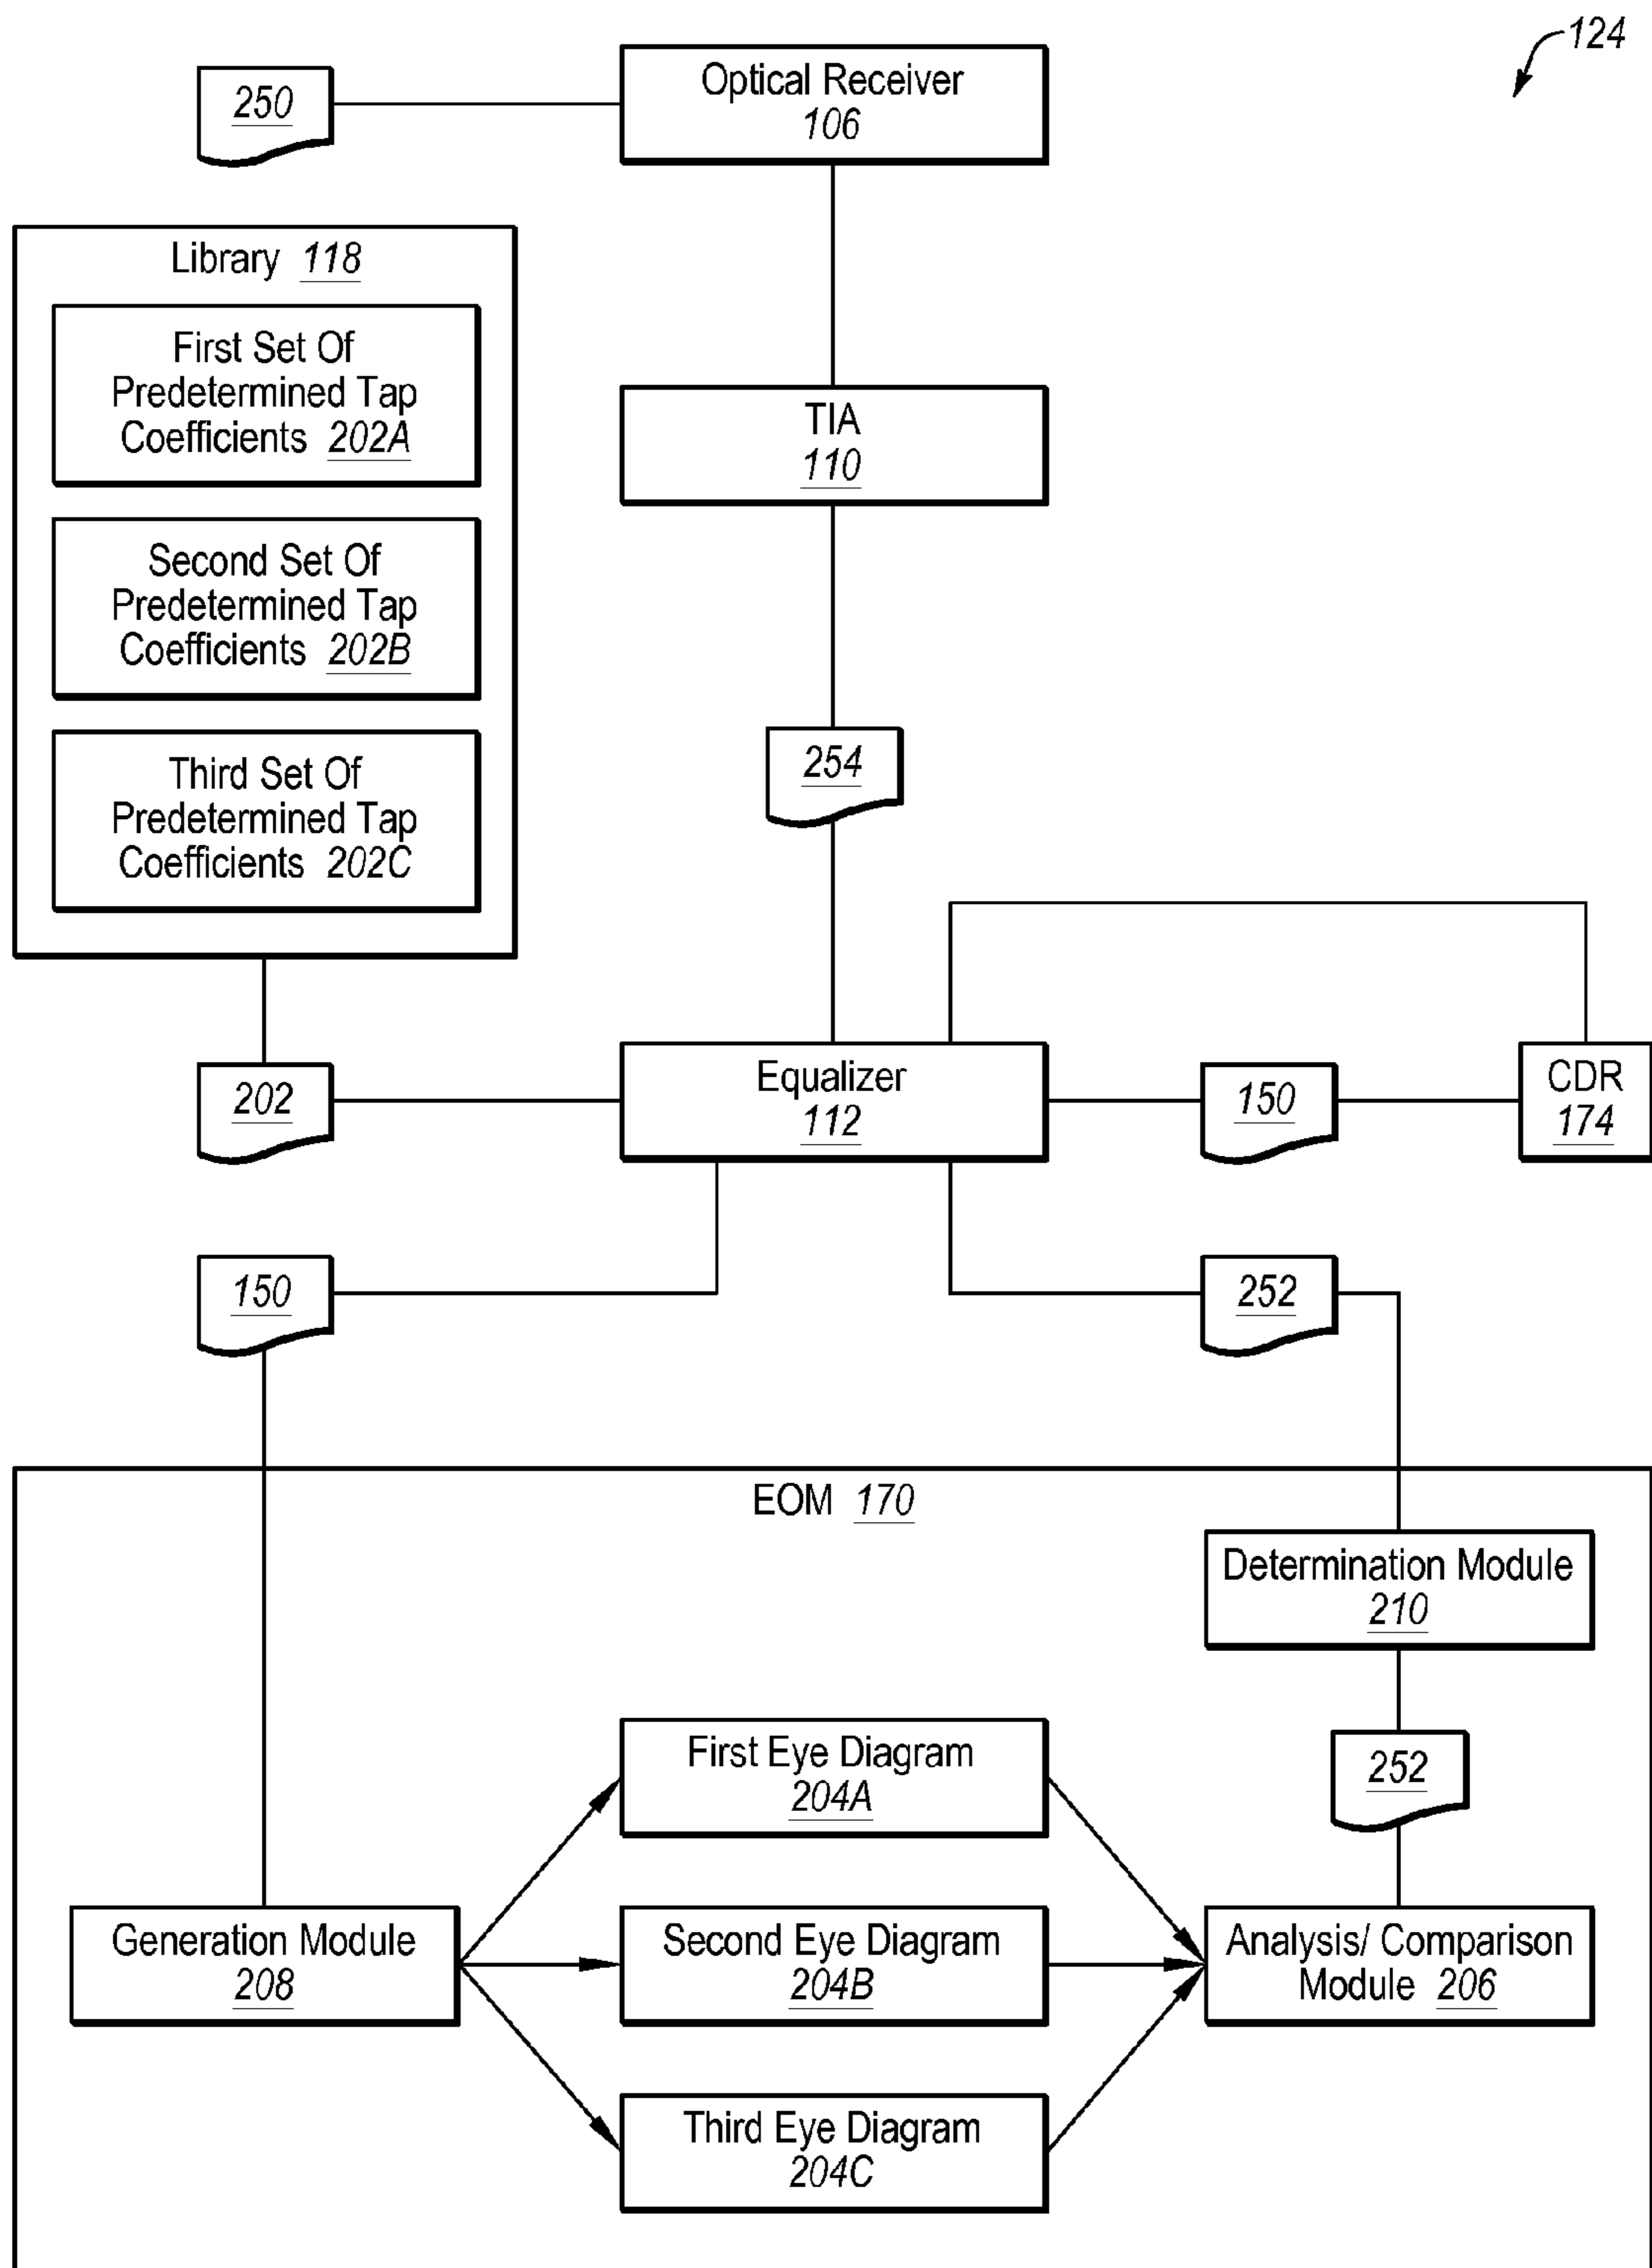 124
250
Optical Receiver
106
Library 118
First Set Of
Predetermined Tap
Coefficients 202A
Second Set Of
Predetermined Tap
Coefficients 202B
Third Set Of
Predetermined Tap
Coefficients 202C
TIA
110
254
202
Equalizer
112
150
CDR
174
150
252
EOM 170
Determination Module
210
252
First Eye Diagram
204A
Generation Module
208
Second Eye Diagram
204B
Analysis/ Comparison
Module 206
Third Eye Diagram
204C